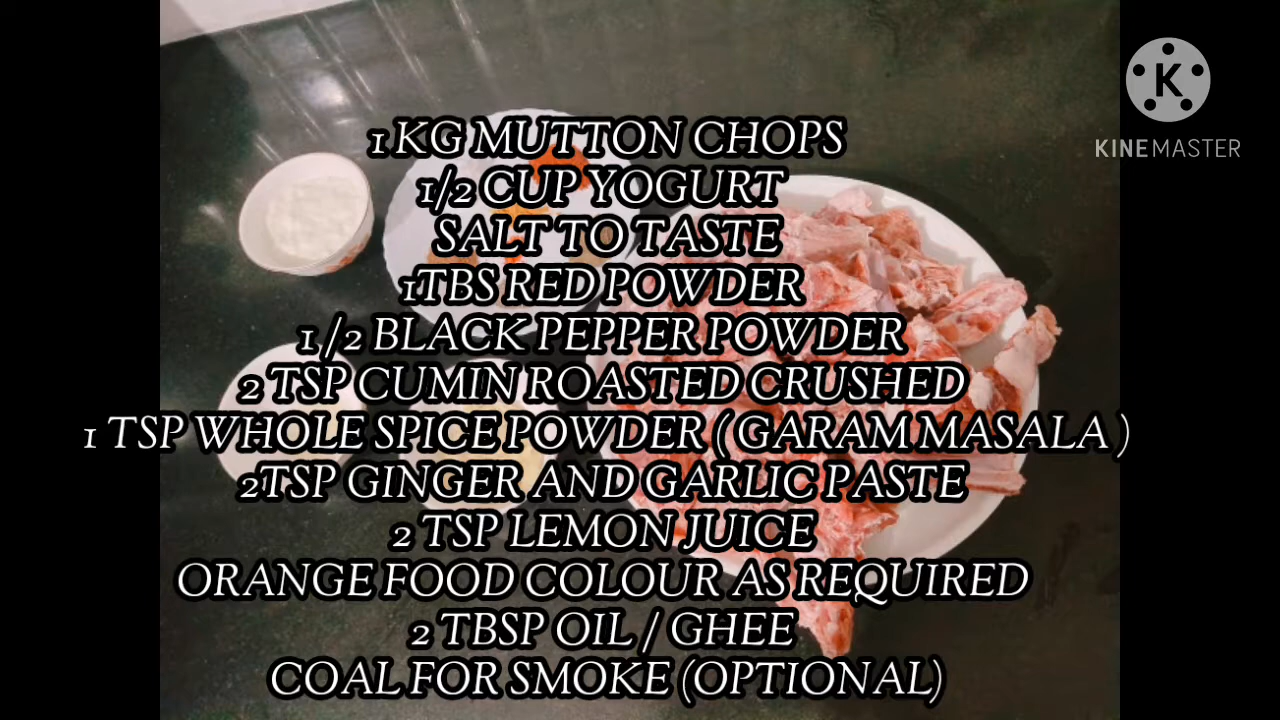 1 KG MUTTON CHOPS
1/2 CUP YOGURT
SALT TO TASTE
1TBS RED POWDER
1 /2 BLACK PEPPER POWDER
2 TSP CUMIN ROASTED CRUSHED
1 TSP WHOLE SPICE POWDER ( GARAM MASALA )
2TSP GINGER AND GARLIC PASTE
2 TSP LEMON JUICE
ORANGE FOOD COLOUR AS REQUIRED
2 TBSP OIL / GHEE
COAL FOR SMOKE (OPTIONAL)
K
KINEMASTER